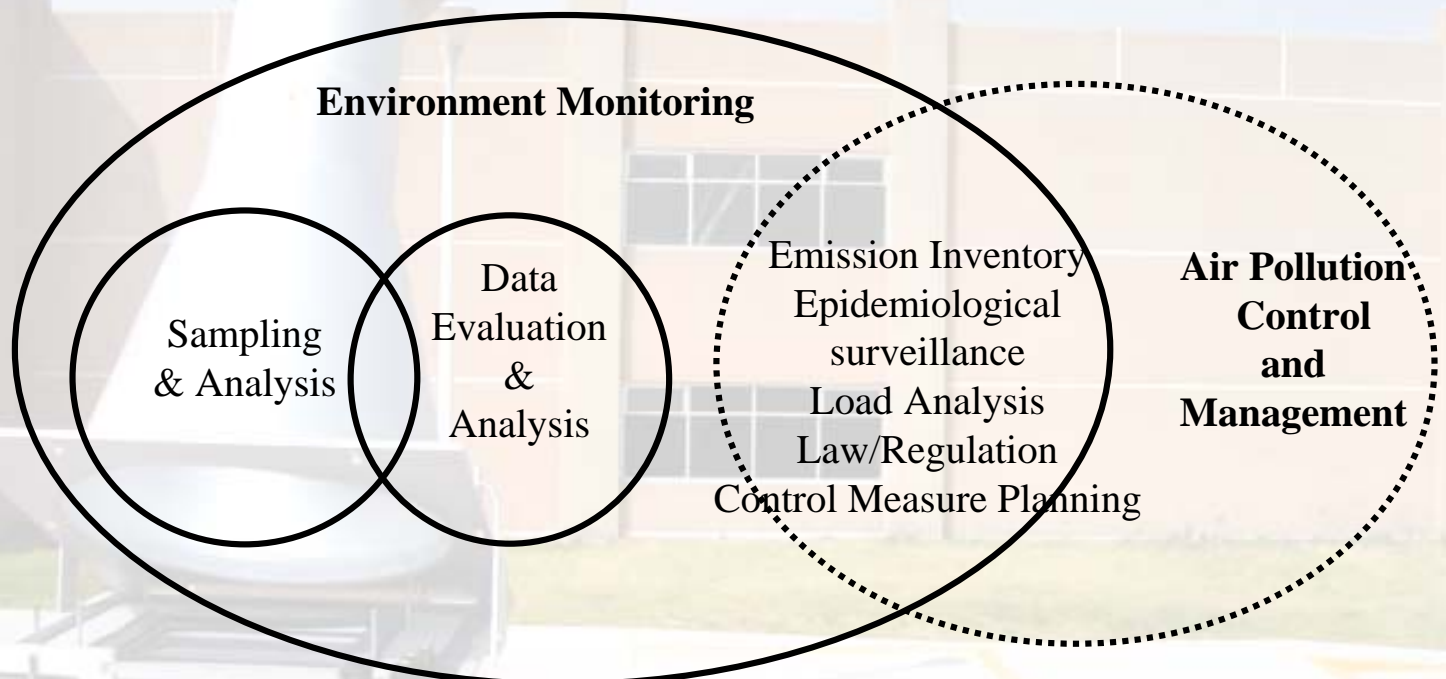 Environment Monitoring
Sampling
& Analysis
Data
Evaluation
&
Analysis
Emission Inventory
Epidemiological
surveillance
Load Analysis
Law/Regulation
Control Measure Planning
Air Pollution
Control
and
Management